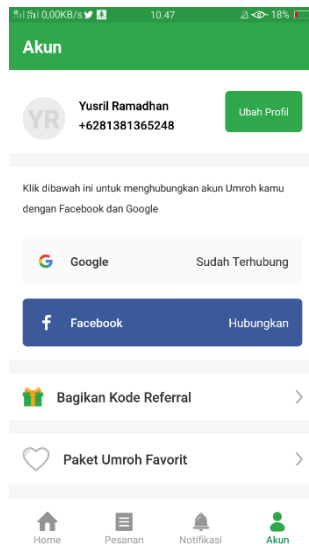 0,00KB/s 10.47 18%
Akun
YR
Yusril Ramadhan
+6281381365248
Ubah Profil
Klik dibawah ini untuk menghubungkan akun Umroh kamu
dengan Facebook dan Google
Google Sudah Terhubung
Facebook Hubungkan
Bagikan Kode Referral
Paket Umroh Favorit
Home Pesanan Notifikasi Akun